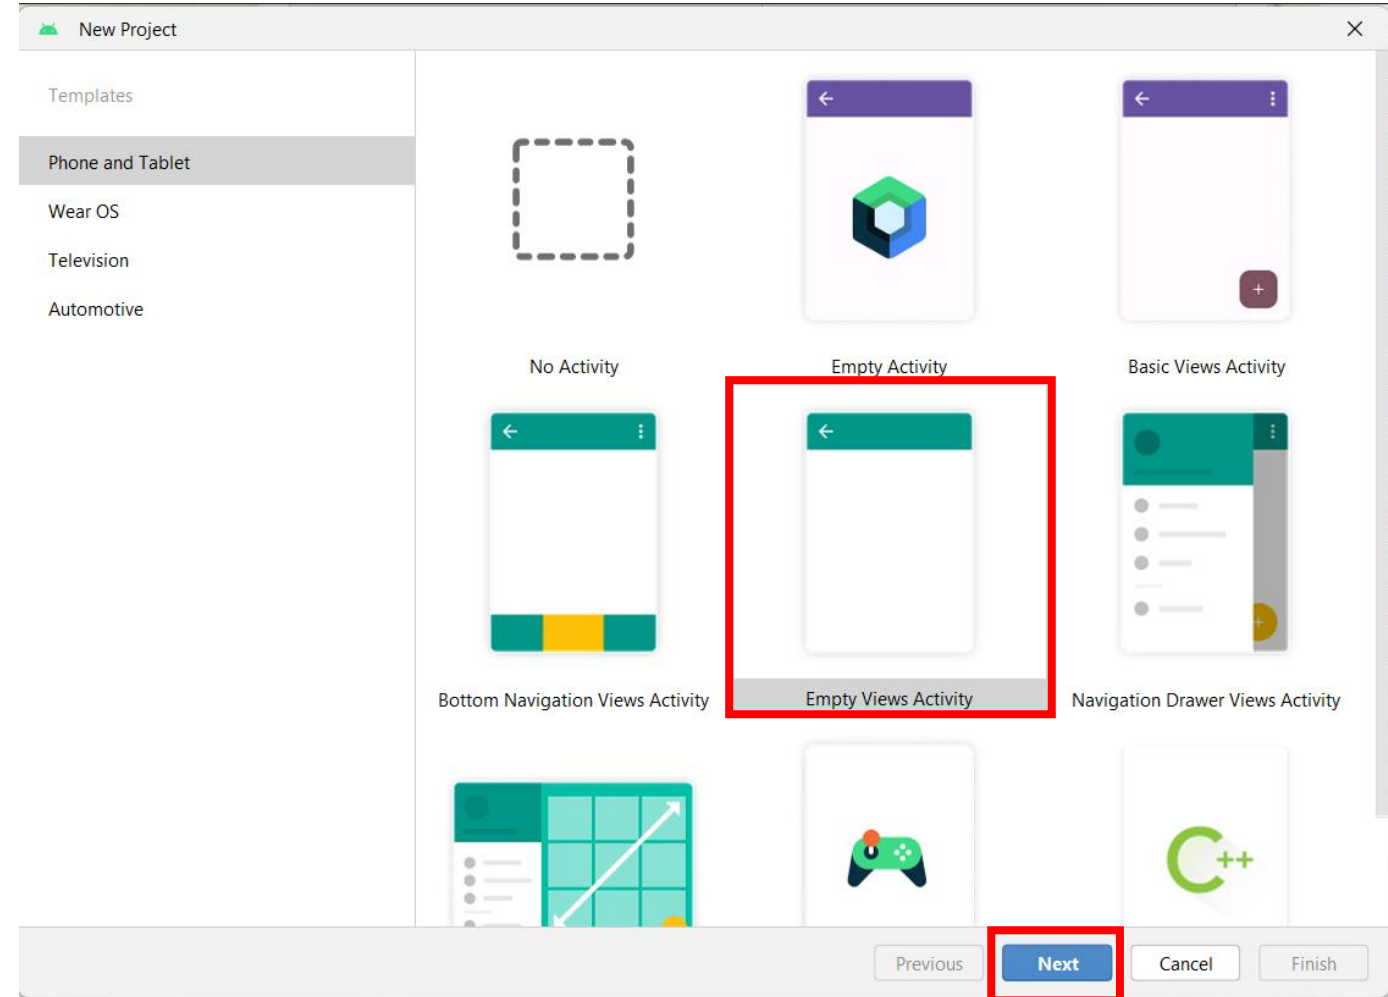 New Project
Templates
Phone and Tablet
Wear OS
Television
Automotive
No Activity
Empty Activity
Basic Views Activity
Bottom Navigation Views Activity
Empty Views Activity
Navigation Drawer Views Activity
C++
Previous
Next
Cancel
Finish